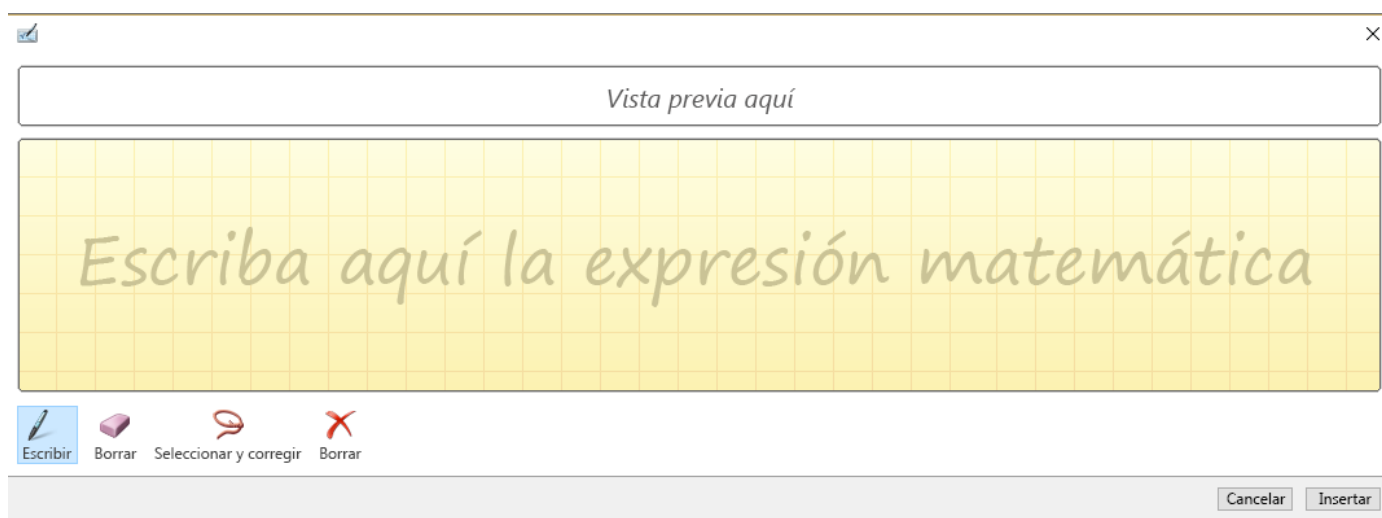 Vista previa aquí
Escriba aquí la expresión matemática
Escribir Borrar Seleccionar y corregir Borrar
Cancelar Insertar